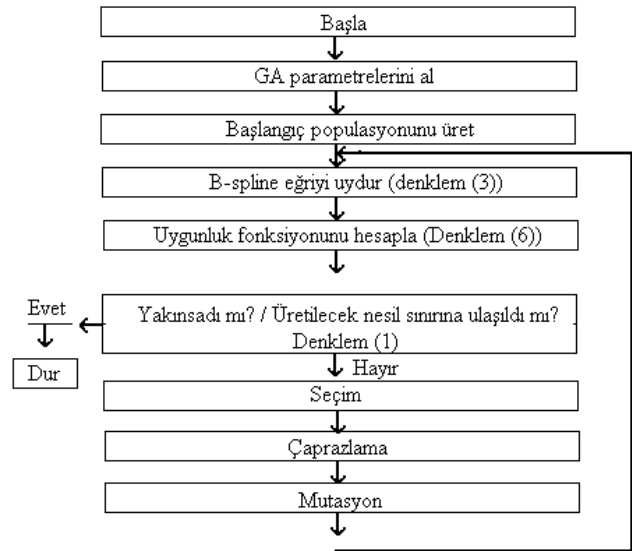 Başla
GA parametrelerini al
Başlangıç populasyonunu üret
B-spline eğriyi uydur (denklem (3))
Uygunluk fonksiyonunu hesapla (Denklem (6))
Yakınsadı mı? / Üretilecek nesil sınırına ulaşıldı mı?
Denklem (1)
Evet
Dur
Hayır
Seçim
Çaprazlama
Mutasyon